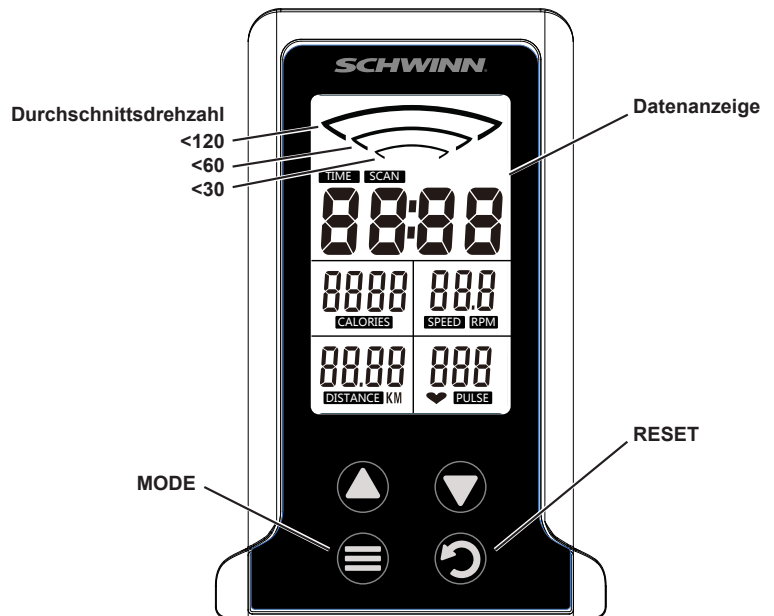 SCHWINN.
Durchschnittsdrehzahl
<120
<60
<30
Datenanzeige
TIME SCAN
88:88
8888 88.8
CALORIES SPEED RPM
88.88 888
DISTANCE KM PULSE
RESET
MODE